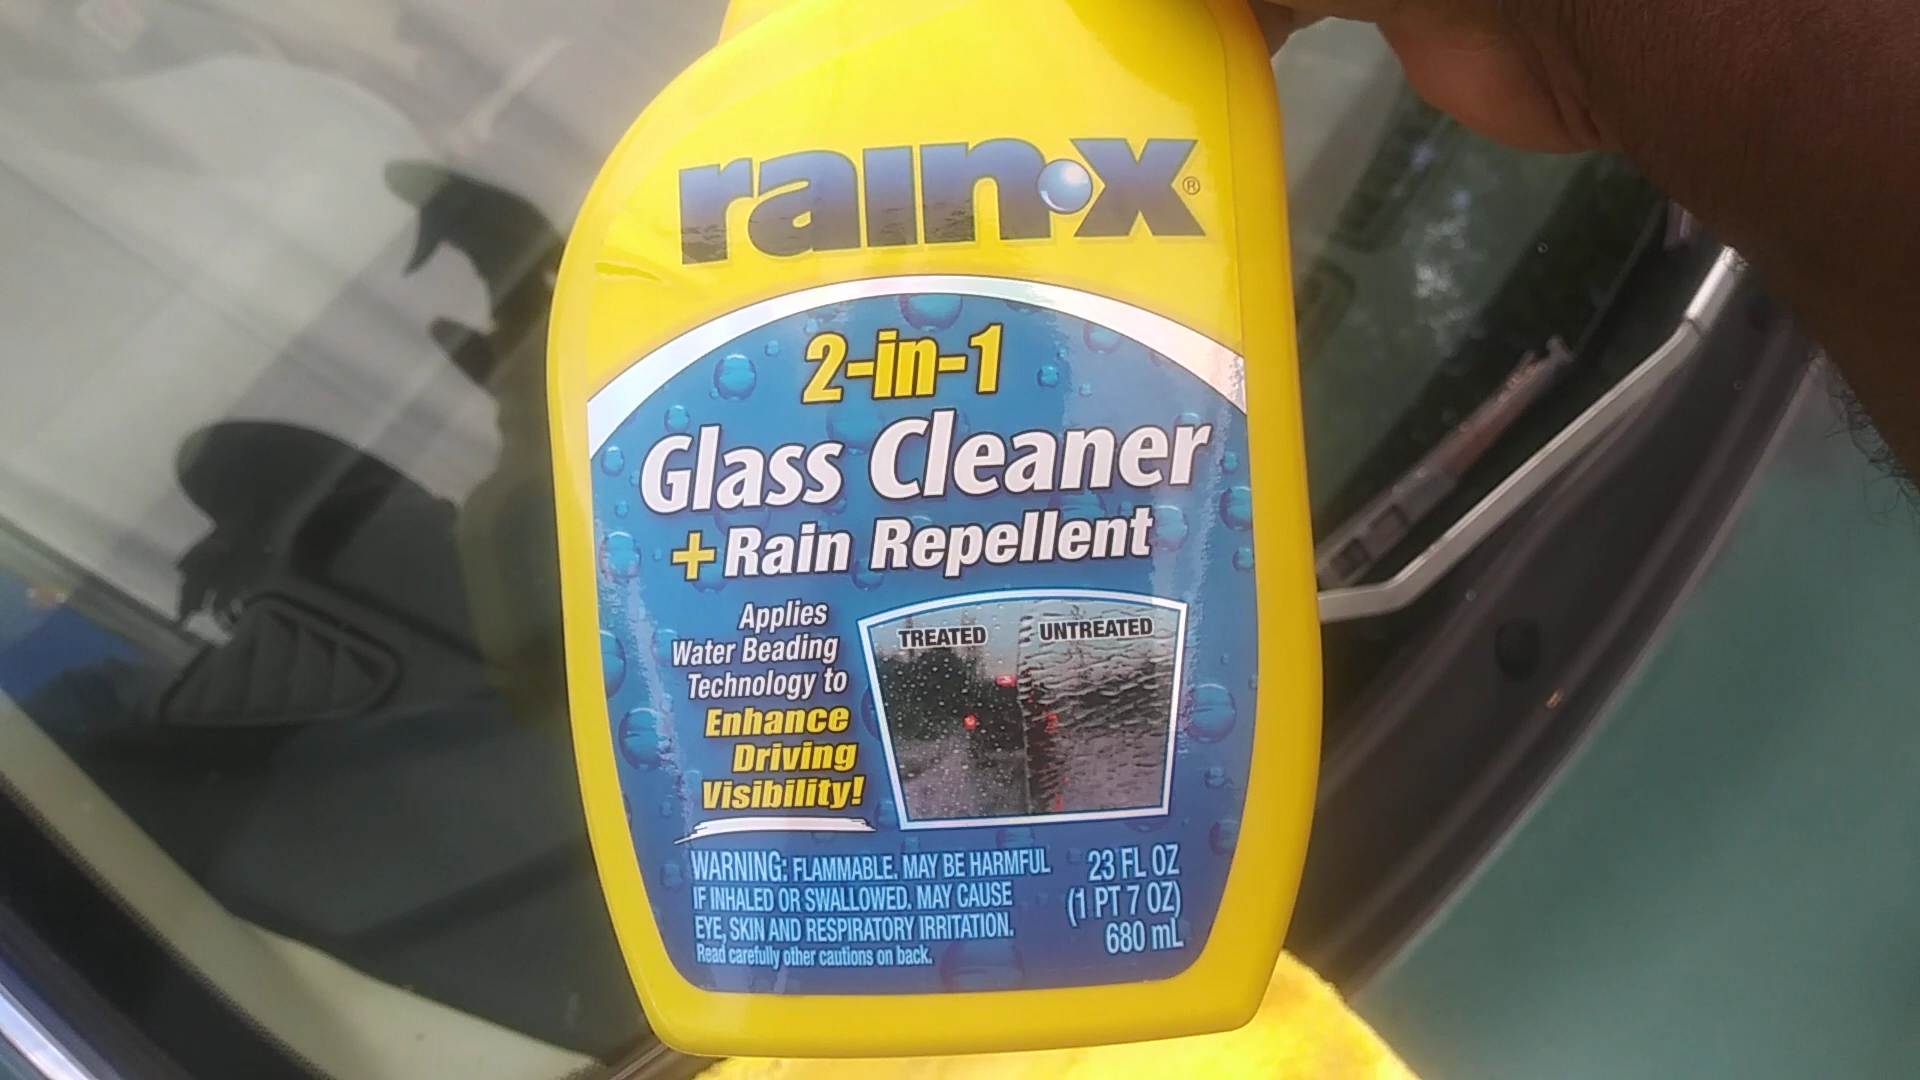 rain·x®
2-in-1
Glass Cleaner
+Rain Repellent
Applies
Water Beading
Technology to
Enhance
Driving
Visibility!
TREATED
UNTREATED
WARNING: FLAMMABLE. MAY BE HARMFUL
IF INHALED OR SWALLOWED. MAY CAUSE
EYE, SKIN AND RESPIRATORY IRRITATION.
Read carefully other cautions on back.
23 FL OZ
(1 PT 7 OZ)
680 mL